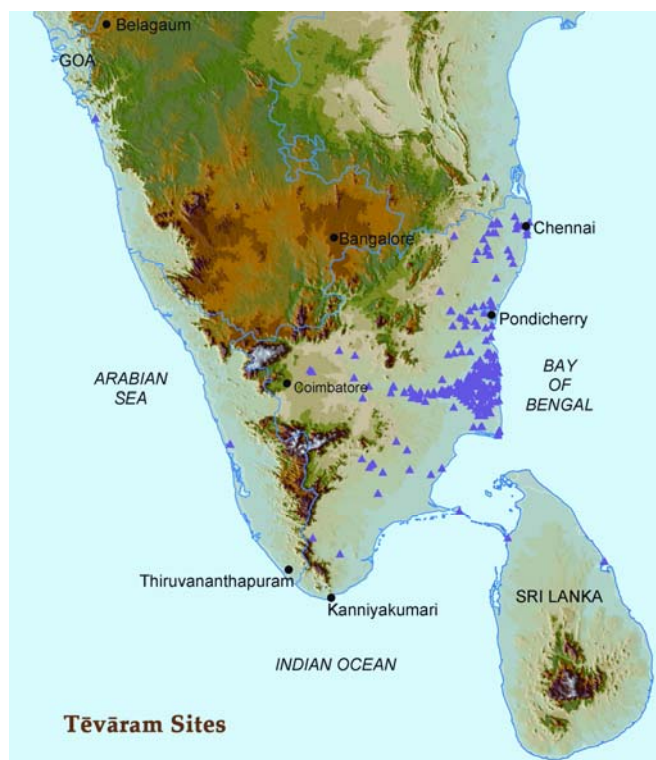 Belagaum
GOA
Chennai
Bangalore
Pondicherry
ARABIAN
SEA
Coimbatore
BAY
OF
BENGAL
Thiruvananthapuram
Kanniyakumari
SRI LANKA
INDIAN OCEAN
Tēvāram Sites